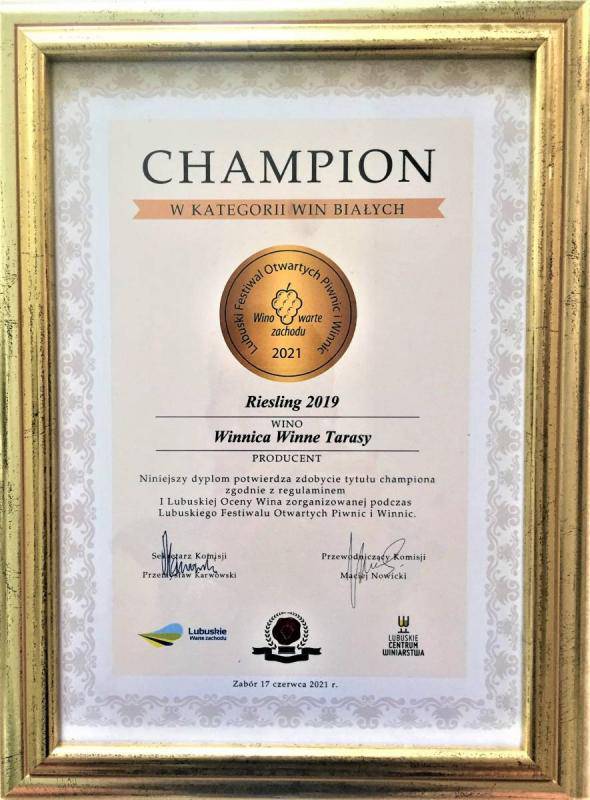 CHAMPION
W KATEGORII WIN BIAŁYCH
Lubuski Festiwal Otwartych Piwnic i Winnic
Wino warte
zachodu
2021
Riesling 2019
WINO
Winnica Winne Tarasy
PRODUCENT
Niniejszy dyplom potwierdza zdobycie tytułu championa
zgodnie z regulaminem
I Lubuskiej Oceny Wina zorganizowanej podczas
Lubuskiego Festiwalu Otwartych Piwnic i Winnic.
Sekretarz Komisji
Przemysław Karwowski
Przewodniczący Komisji
Maciej Nowicki
Lubuskie
Warte zachodu
LUBUSKIE
CENTRUM
WINIARSTWA
Zabór 17 czerwca 2021 r.